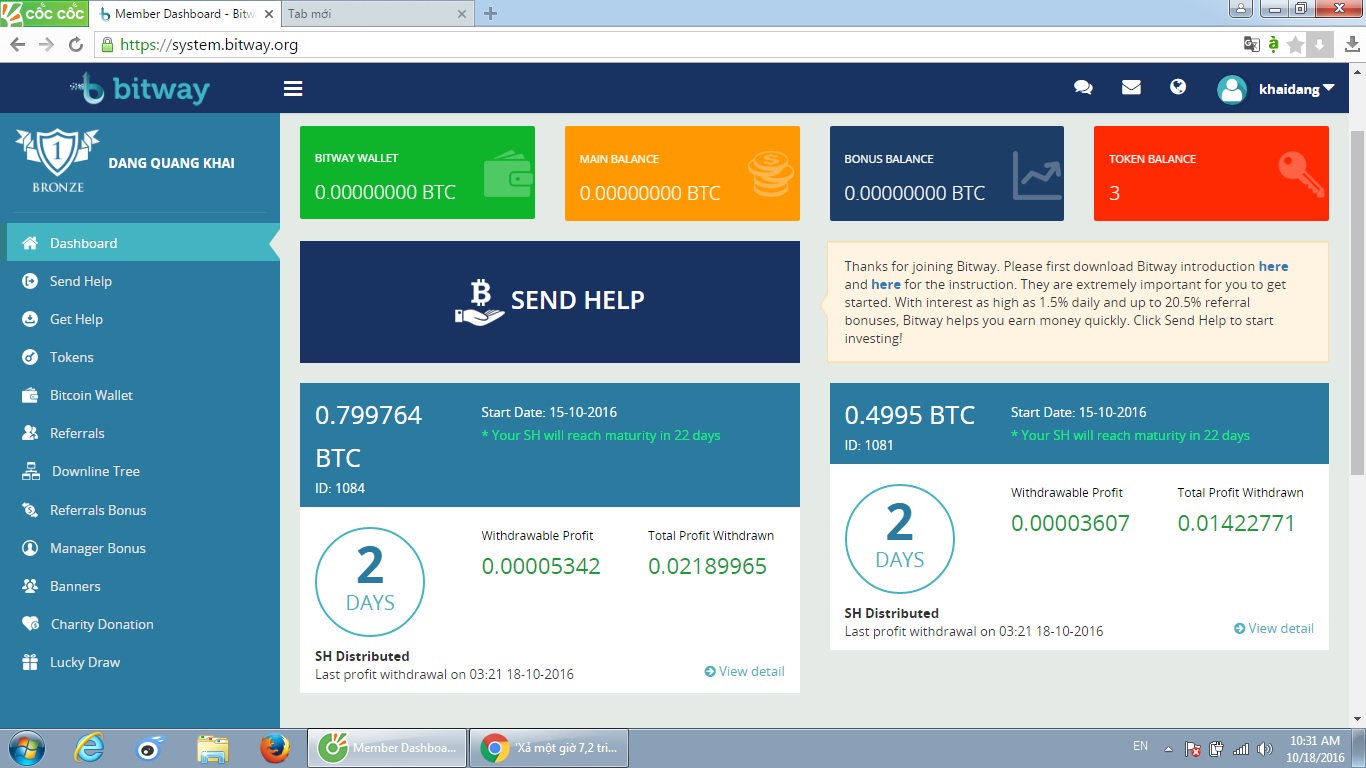 CỐC CỐC
Member Dashboard - Bitw
Tab mới
https://system.bitway.org
bitway
khaidang
1
BRONZE
DANG QUANG KHAI
BITWAY WALLET
0.00000000 BTC
MAIN BALANCE
0.00000000 BTC
BONUS BALANCE
0.00000000 BTC
TOKEN BALANCE
3
Dashboard
Send Help
Get Help
Tokens
Bitcoin Wallet
Referrals
Downline Tree
Referrals Bonus
Manager Bonus
Banners
Charity Donation
Lucky Draw
SEND HELP
Thanks for joining Bitway. Please first download Bitway introduction here
and here for the instruction. They are extremely important for you to get
started. With interest as high as 1.5% daily and up to 20.5% referral
bonuses, Bitway helps you earn money quickly. Click Send Help to start
investing!
0.799764
BTC
ID: 1084
Start Date: 15-10-2016
* Your SH will reach maturity in 22 days
2
DAYS
Withdrawable Profit
0.00005342
Total Profit Withdrawn
0.02189965
SH Distributed
Last profit withdrawal on 03:21 18-10-2016
View detail
0.4995 BTC
ID: 1081
Start Date: 15-10-2016
* Your SH will reach maturity in 22 days
2
DAYS
Withdrawable Profit
0.00003607
Total Profit Withdrawn
0.01422771
SH Distributed
Last profit withdrawal on 03:21 18-10-2016
View detail
Member Dashboa...
"Xả một giờ 7,2 tri...
EN
10:31 AM
10/18/2016